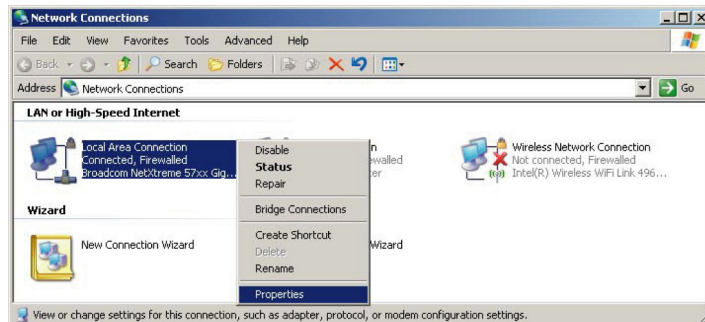 Network Connections
File Edit View Favorites Tools Advanced Help
Back Search Folders
Address Network Connections Go
LAN or High-Speed Internet
Local Area Connection
Connected, Firewalled
Broadcom NetXtreme 57xx Gig...
Disable
Status
Repair
Bridge Connections
Create Shortcut
Delete
Rename
Properties
Wireless Network Connection
Not connected, Firewalled
Intel(R) Wireless WiFi Link 496...
Wizard
New Connection Wizard
Wizard
View or change settings for this connection, such as adapter, protocol, or modem configuration settings.